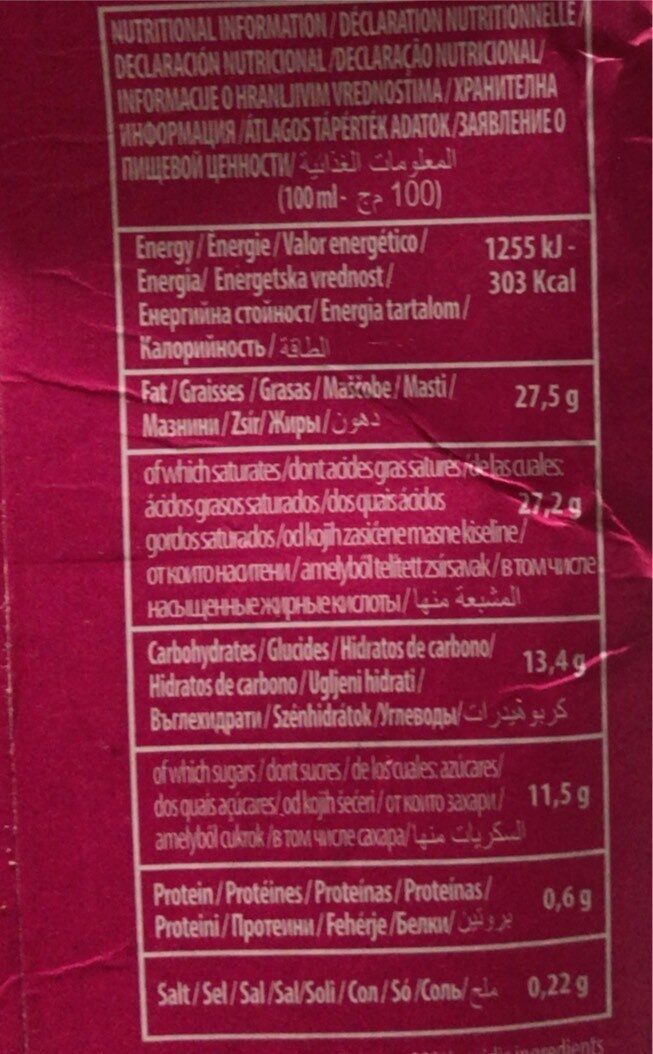 NUTRITIONAL INFORMATION / DÉCLARATION NUTRITIONNELLE /
DECLARACIÓN NUTRICIONAL / DECLARAÇÃO NUTRICIONAL/
INFORMACIJE O HRANLJIVIM VREDNOSTIMA / ХРАНИТЕЛНА
ИНФОРМАЦИЯ / ÁTLAGOS TÁPÉRTÉK ADATOK / ЗАЯВЛЕНИЕ О
ПИЩЕВОЙ ЦЕННОСТИ/ المعلومات الغذائية
(100 ml - 100 مج)
Energy / Énergie / Valor energético / 1255 kJ -
Energia/ Energetska vrednost / 303 Kcal
Енергийна стойност/ Energia tartalom /
Калорийность / الطاقة
Fat / Graisses / Grasas / Maščobe / Masti / 27,5 g
Мазнини / Zsír/ Жиры / دهون
of which saturates / dont acides gras saturés / de las cuales:
ácidos grasos saturados / dos quais ácidos 27,2 g
gordos saturados / od kojih zasićene masne kiseline /
от които наситени / amelyből telített zsírsavak / в том числе
насыщенные жирные кислоты / المشبعة منها
Carbohydrates / Glucides / Hidratos de carbono/ 13,4 g
Hidratos de carbono / Ugljeni hidrati /
Въглехидрати / Szénhidrátok /Углеводы/ كربوهيدرات
of which sugars / dont sucres / de los cuales: azúcares/
dos quais açúcares/ od kojih šećeri / от които захари / 11,5 g
amelyből cukrok /в том числе сахара/ السكريات منها
Protein / Protéines / Proteínas / Proteínas / 0,6 g
Proteini / Протеини / Fehérje /Белки/ بروتين
Salt / Sel / Sal /Sal/Soli / Сол / Só /Соль/ ملح 0,22 g
ingredients